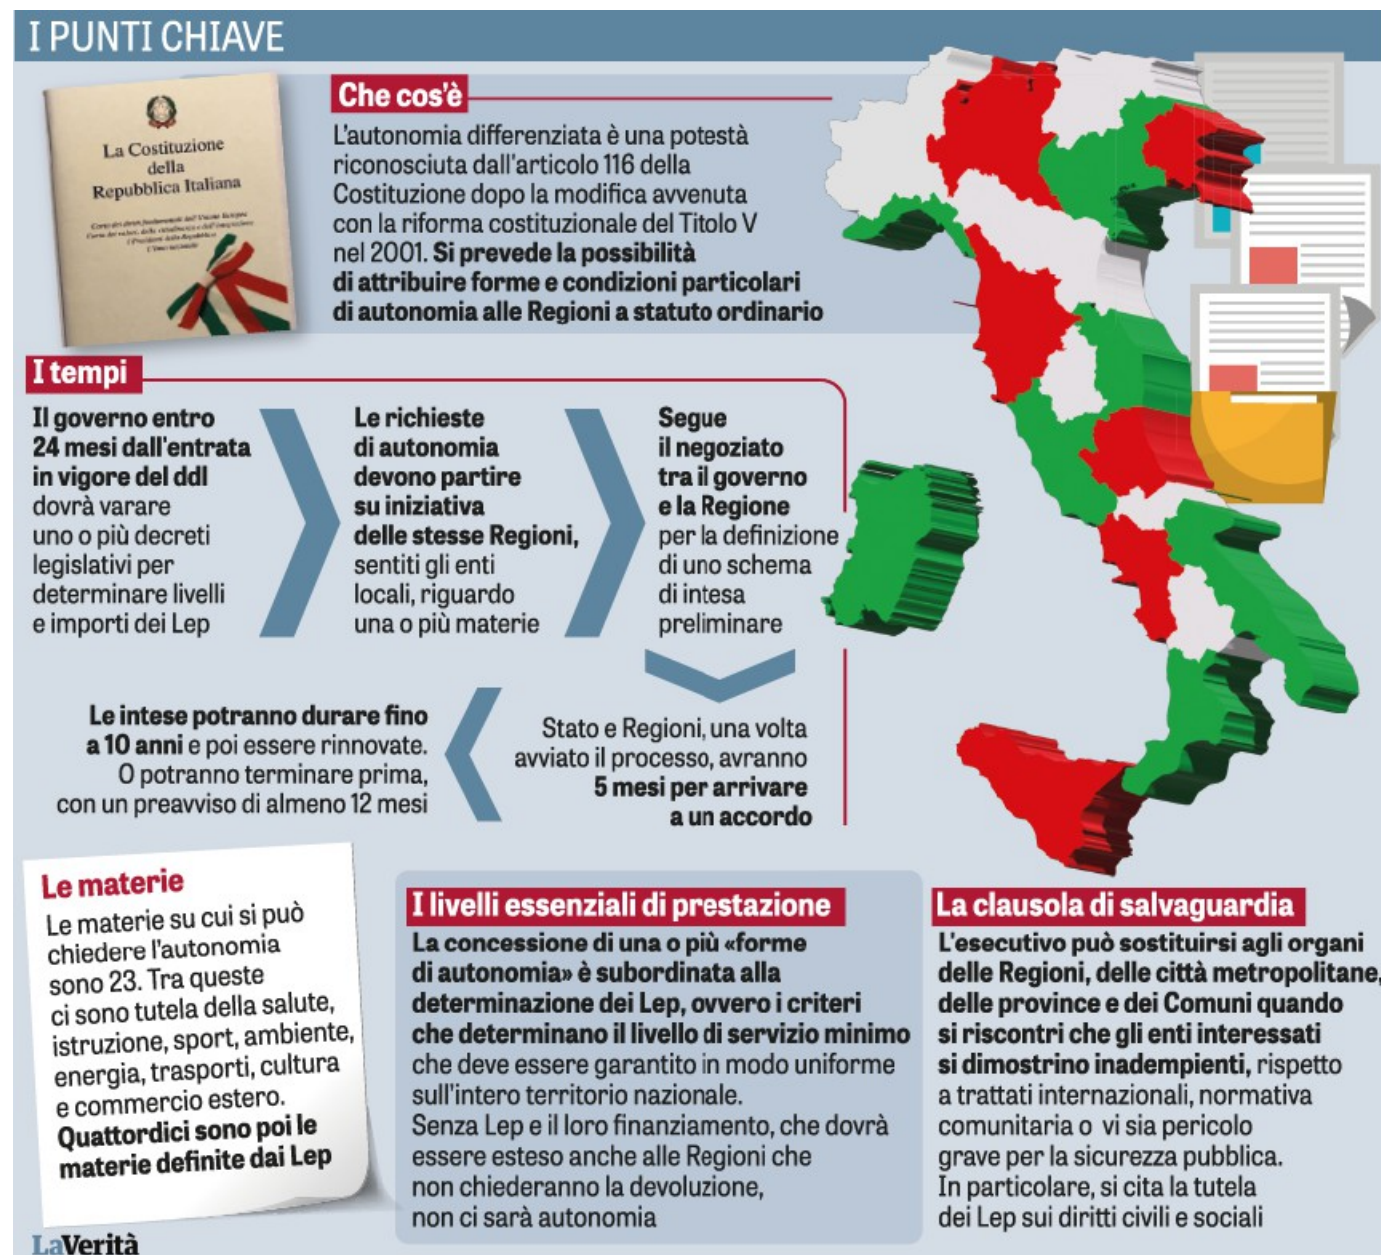 I PUNTI CHIAVE
La Costituzione
della
Repubblica Italiana
Che cos'è
L'autonomia differenziata è una potestà
riconosciuta dall'articolo 116 della
Costituzione dopo la modifica avvenuta
con la riforma costituzionale del Titolo V
nel 2001. Si prevede la possibilità
di attribuire forme e condizioni particolari
di autonomia alle Regioni a statuto ordinario
I tempi
Il governo entro
24 mesi dall'entrata
in vigore del ddl
dovrà varare
uno o più decreti
legislativi per
determinare livelli
e importi dei Lep
Le richieste
di autonomia
devono partire
su iniziativa
delle stesse Regioni,
sentiti gli enti
locali, riguardo
una o più materie
Segue
il negoziato
tra il governo
e la Regione
per la definizione
di uno schema
di intesa
preliminare
Stato e Regioni, una volta
avviato il processo, avranno
5 mesi per arrivare
a un accordo
Le intese potranno durare fino
a 10 anni e poi essere rinnovate.
O potranno terminare prima,
con un preavviso di almeno 12 mesi
Le materie
Le materie su cui si può
chiedere l'autonomia
sono 23. Tra queste
ci sono tutela della salute,
istruzione, sport, ambiente,
energia, trasporti, cultura
e commercio estero.
Quattordici sono poi le
materie definite dai Lep
I livelli essenziali di prestazione
La concessione di una o più «forme
di autonomia» è subordinata alla
determinazione dei Lep, ovvero i criteri
che determinano il livello di servizio minimo
che deve essere garantito in modo uniforme
sull'intero territorio nazionale.
Senza Lep e il loro finanziamento, che dovrà
essere esteso anche alle Regioni che
non chiederanno la devoluzione,
non ci sarà autonomia
La clausola di salvaguardia
L'esecutivo può sostituirsi agli organi
delle Regioni, delle città metropolitane,
delle province e dei Comuni quando
si riscontri che gli enti interessati
si dimostrino inadempienti, rispetto
a trattati internazionali, normativa
comunitaria o vi sia pericolo
grave per la sicurezza pubblica.
In particolare, si cita la tutela
dei Lep sui diritti civili e sociali
LaVerità